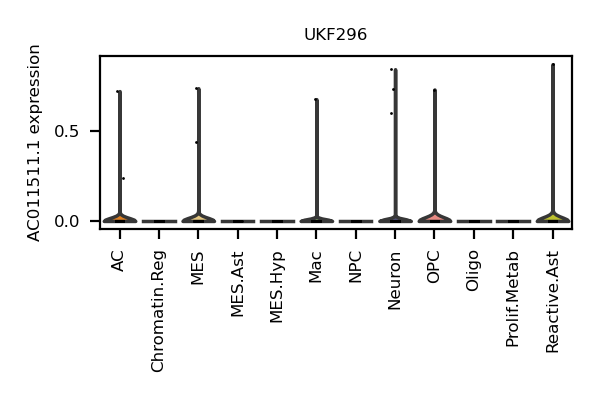 UKF296
AC011511.1 expression
0.5
0.0
AC
Chromatin.Reg
MES
MES.Ast
MES.Hyp
Mac
NPC
Neuron
OPC
Oligo
Prolif.Metab
Reactive.Ast